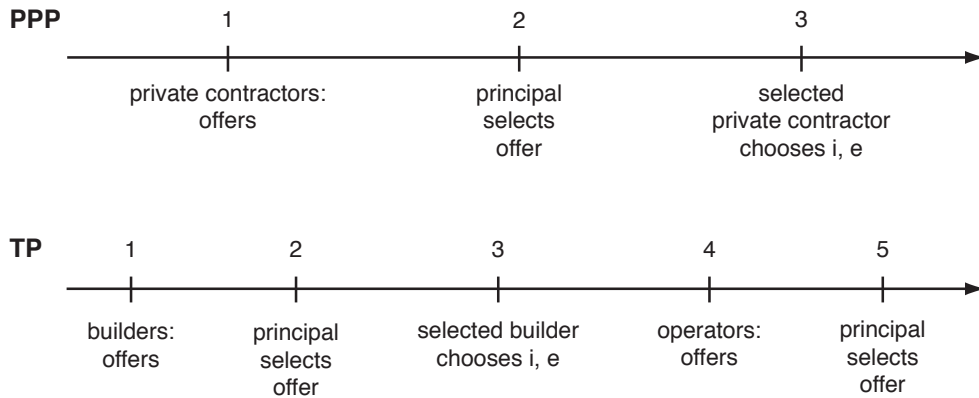 PPP
1 2 3
private contractors: principal selected
offers selects private contractor
offer chooses i, e
TP
1 2 3 4 5
builders: principal selected builder operators: principal
offers selects chooses i, e offers selects
offer offer